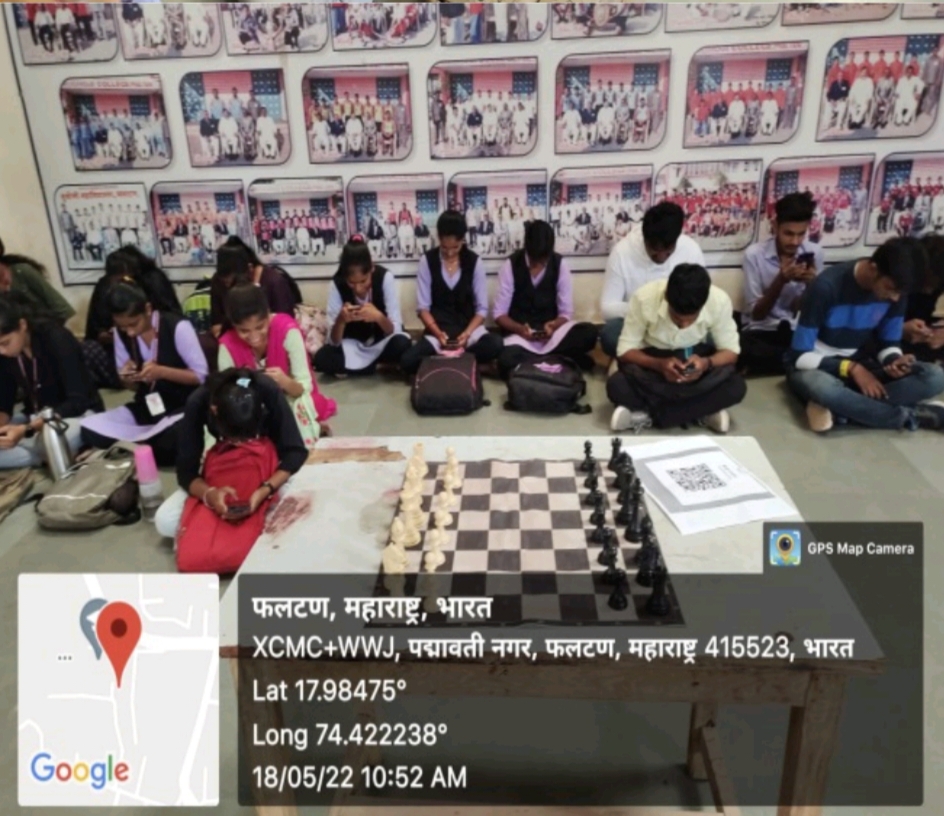 GPS Map Camera
फलटण, महाराष्ट्र, भारत
XCMC+WWJ, पद्मावती नगर, फलटण, महाराष्ट्र 415523, भारत
Lat 17.98475°
Long 74.422238°
18/05/22 10:52 AM
Google